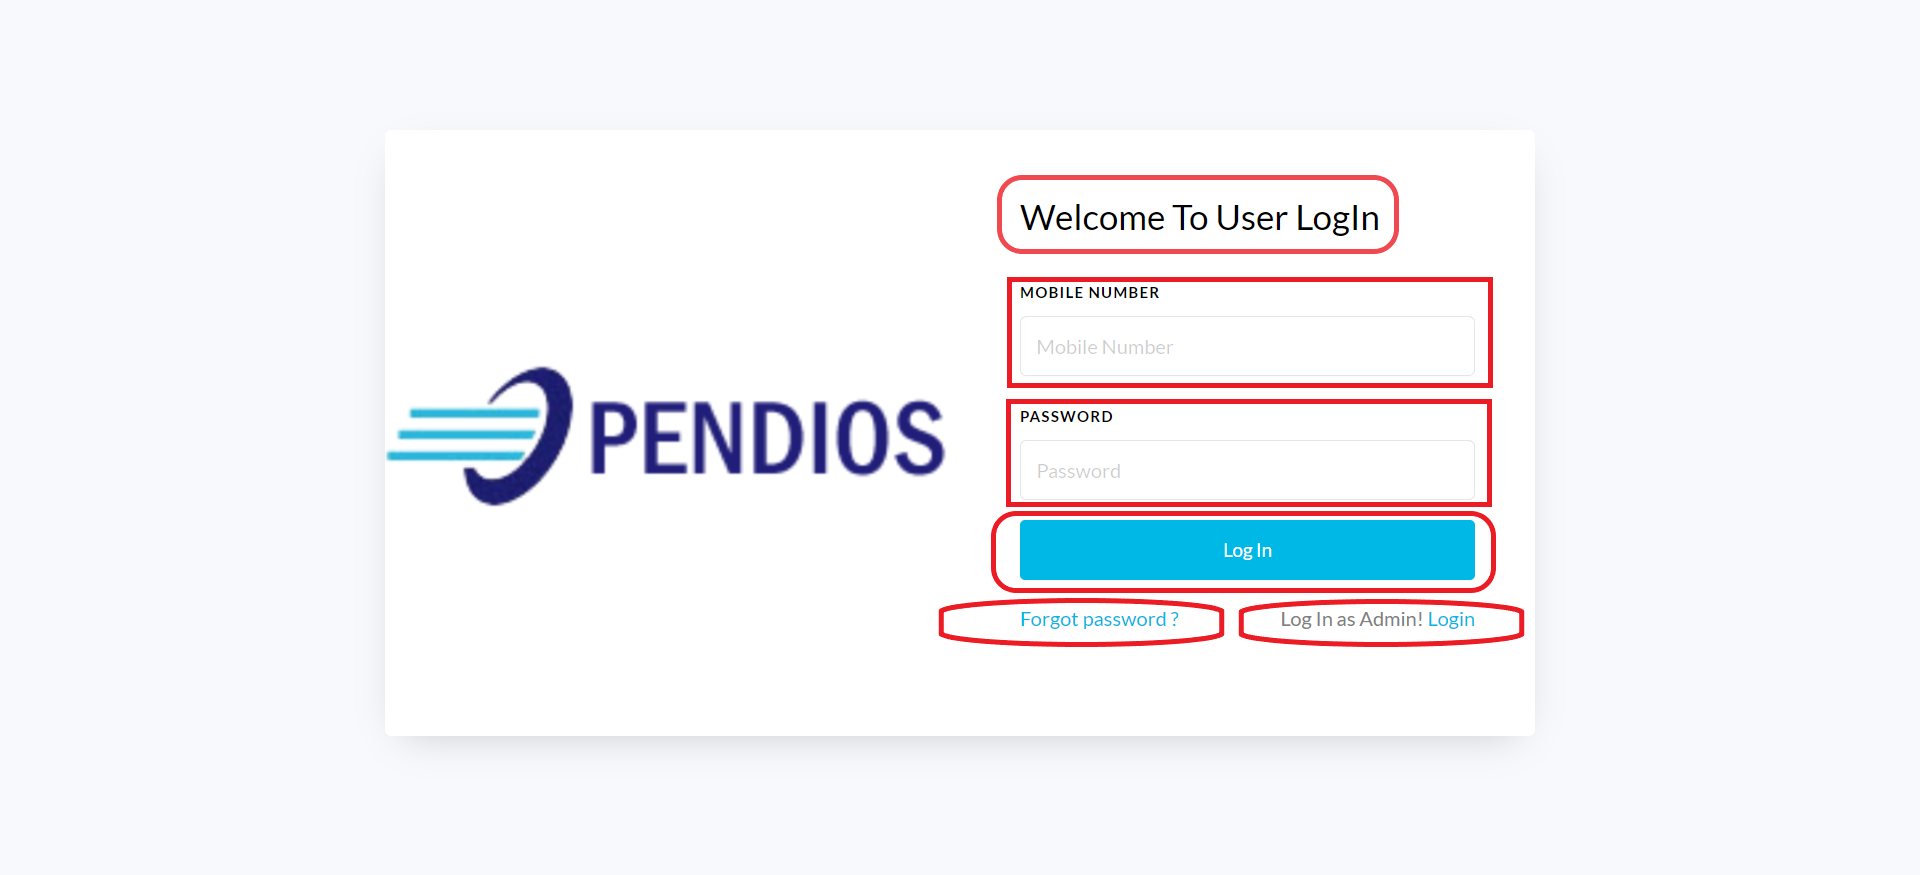 Welcome To User LogIn
MOBILE NUMBER
Mobile Number
PASSWORD
Password
Log In
Forgot password ?
Log In as Admin! Login
PENDIOS